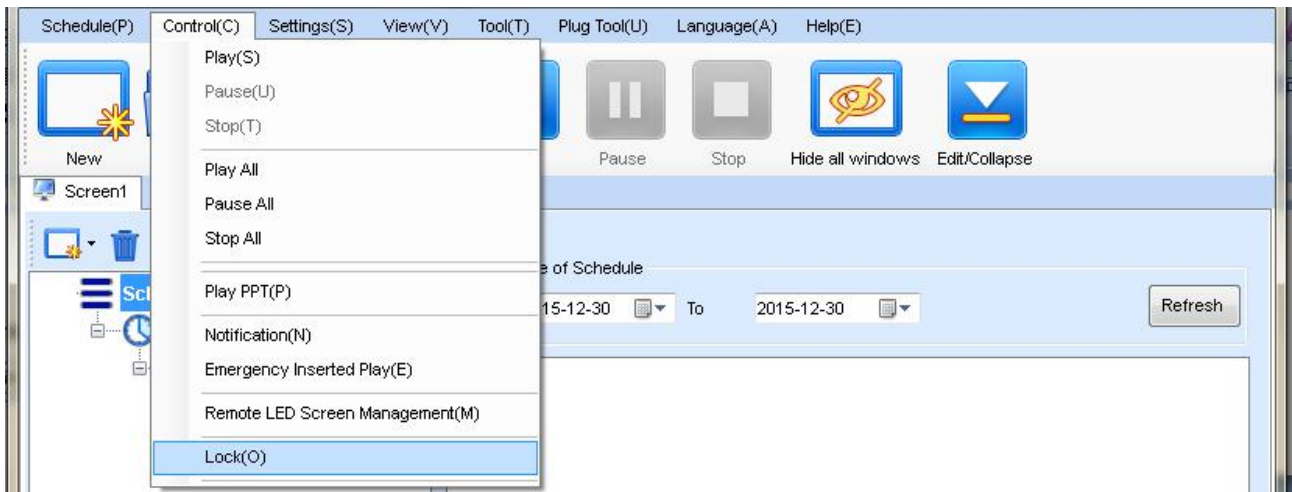 Schedule(P) Control(C) Settings(S) View(V) Tool(T) Plug Tool(U) Language(A) Help(E)
Play(S)
Pause(U)
Stop(T)
Play All
Pause All
Stop All
Play PPT(P)
Notification(N)
Emergency Inserted Play(E)
Remote LED Screen Management(M)
Lock(O)
New Pause Stop Hide all windows Edit/Collapse
Screen1
Sch
e of Schedule
15-12-30 To 2015-12-30 Refresh